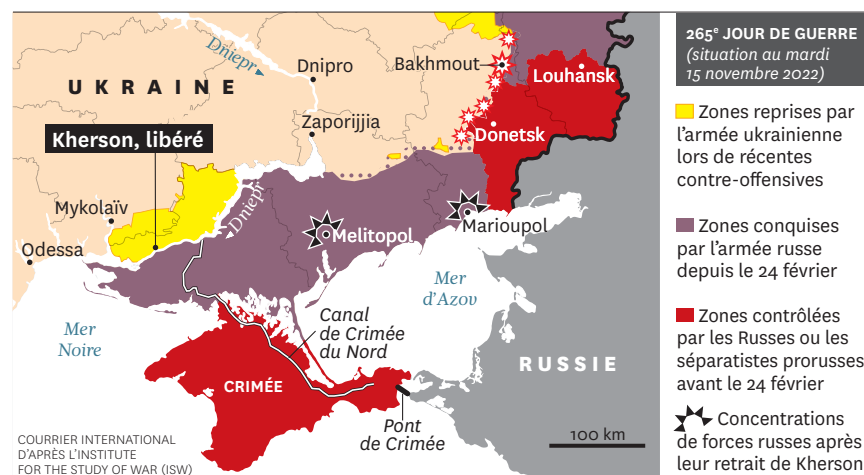 Dniepr
Dnipro
Bakhmout
Louhansk
UKRAINE
Zaporijjia
Donetsk
Kherson, libéré
Mykolaïv
Dniepr
Melitopol
Marioupol
Odessa
Mer
d'Azov
Mer
Noire
Canal
de Crimée
du Nord
RUSSIE
CRIMÉE
Pont
de Crimée
100 km
COURRIER INTERNATIONAL
D'APRÈS L'INSTITUTE
FOR THE STUDY OF WAR (ISW)
265e JOUR DE GUERRE
(situation au mardi
15 novembre 2022)
Zones reprises par
l'armée ukrainienne
lors de récentes
contre-offensives
Zones conquises
par l'armée russe
depuis le 24 février
Zones contrôlées
par les Russes ou les
séparatistes prorusses
avant le 24 février
Concentrations
de forces russes après
leur retrait de Kherson